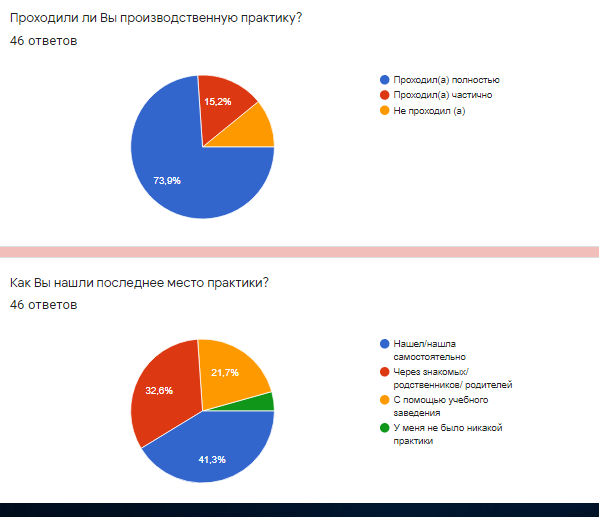 Проходили ли Вы производственную практику?
46 ответов
Проходил(а) полностью
Проходил(а) частично
Не проходил (а)
15,2%
73,9%
Как Вы нашли последнее место практики?
46 ответов
Нашел/нашла
самостоятельно
Через знакомых/
родственников/ родителей
С помощью учебного
заведения
У меня не было никакой
практики
21,7%
32,6%
41,3%